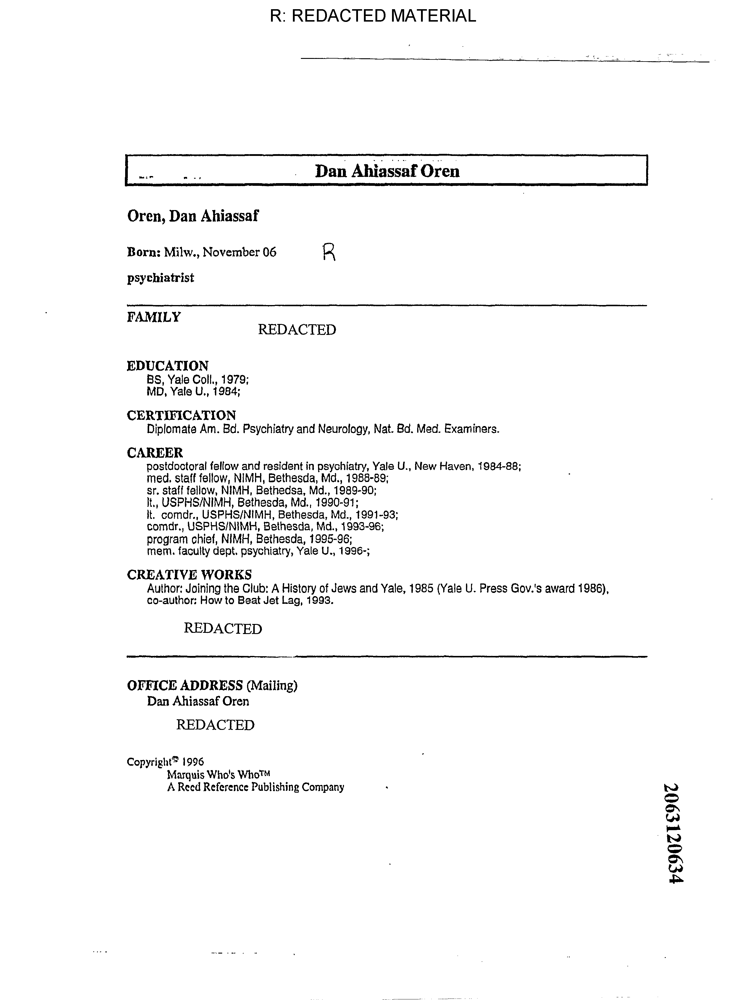 R: REDACTED MATERIAL
Dan Ahiassaf Oren
Oren, Dan Ahiassaf
Born: Milw., November 06 R
psychiatrist
FAMILY
REDACTED
EDUCATION
BS, Yale Coll., 1979;
MD, Yale U., 1984;
CERTIFICATION
Diplomate Am. Bd. Psychiatry and Neurology, Nat. Bd. Med. Examiners.
CAREER
postdoctoral fellow and resident in psychiatry, Yale U., New Haven, 1984-88;
med. staff fellow, NIMH, Bethesda, Md., 1988-89;
sr. staff fellow, NIMH, Bethedsa, Md., 1989-90;
lt., USPHS/NIMH, Bethesda, Md., 1990-91;
lt. comdr., USPHS/NIMH, Bethesda, Md., 1991-93;
comdr., USPHS/NIMH, Bethesda, Md., 1993-96;
program chief, NIMH, Bethesda, 1995-96;
mem. faculty dept. psychiatry, Yale U., 1996-;
CREATIVE WORKS
Author: Joining the Club: A History of Jews and Yale, 1985 (Yale U. Press Gov.'s award 1986),
co-author: How to Beat Jet Lag, 1993.
REDACTED
OFFICE ADDRESS (Mailing)
Dan Ahiassaf Oren
REDACTED
Copyright© 1996
Marquis Who's Who™
A Reed Reference Publishing Company
2063120634